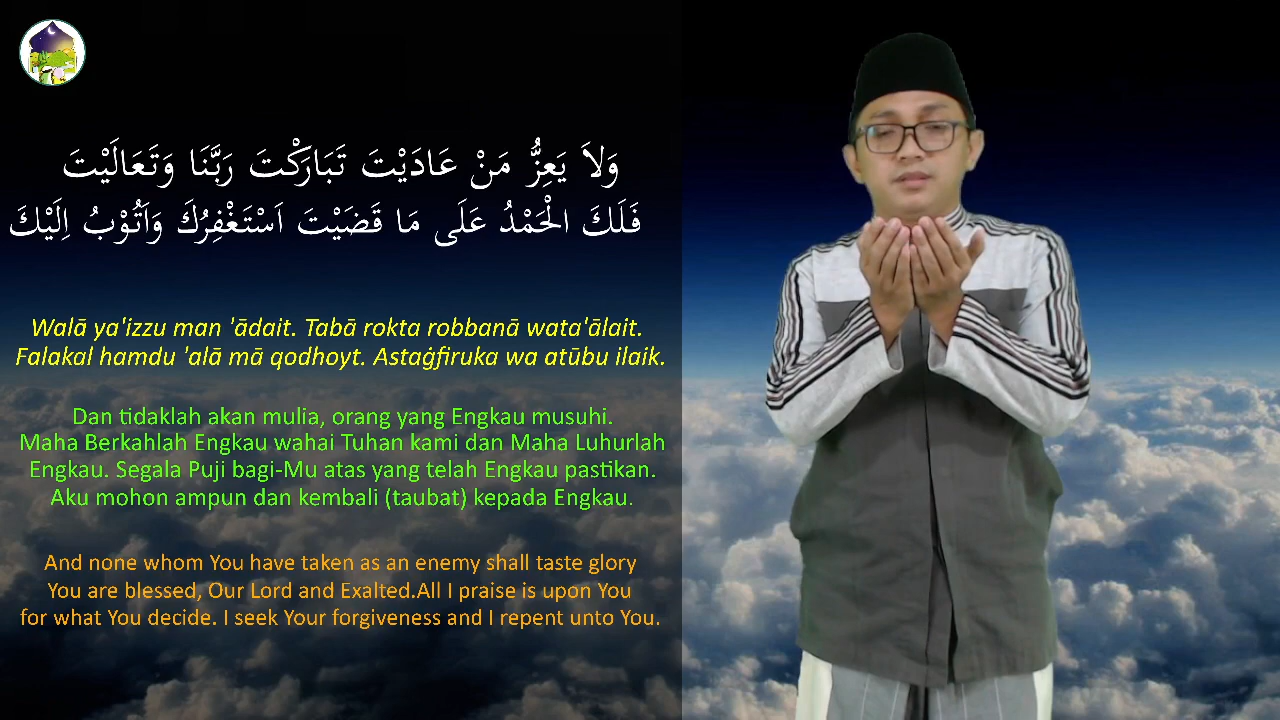 وَلاَ يَعِزُّ مَنْ عَادَيْتَ تَبَارَكْتَ رَبَّنَا وَتَعَالَيْتَ
فَلَكَ الْحَمْدُ عَلَى مَا قَضَيْتَ اَسْتَغْفِرُكَ وَاَتُوْبُ اِلَيْكَ
Walā ya'izzu man 'ādait. Tabā rokta robbanā wata'ālait.
Falakal hamdu 'alā mā qodhoyt. Astaġfiruka wa atūbu ilaik.
Dan tidaklah akan mulia, orang yang Engkau musuhi.
Maha Berkahlah Engkau wahai Tuhan kami dan Maha Luhurlah
Engkau. Segala Puji bagi-Mu atas yang telah Engkau pastikan.
Aku mohon ampun dan kembali (taubat) kepada Engkau.
And none whom You have taken as an enemy shall taste glory
You are blessed, Our Lord and Exalted.All I praise is upon You
for what You decide. I seek Your forgiveness and I repent unto You.